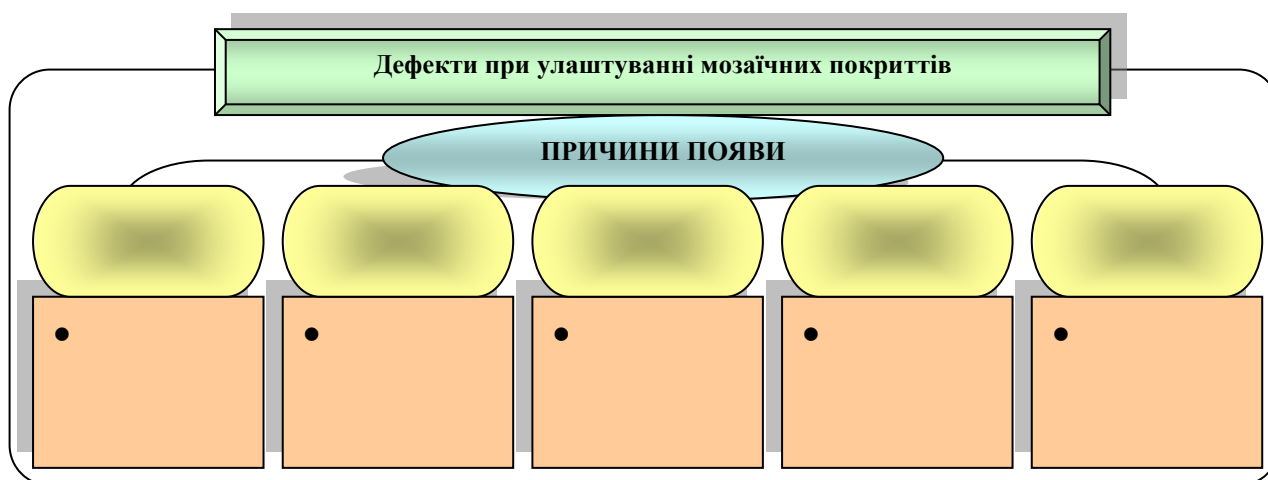 Дефекти при улаштуванні мозаїчних покриттів
ПРИЧИНИ ПОЯВИ